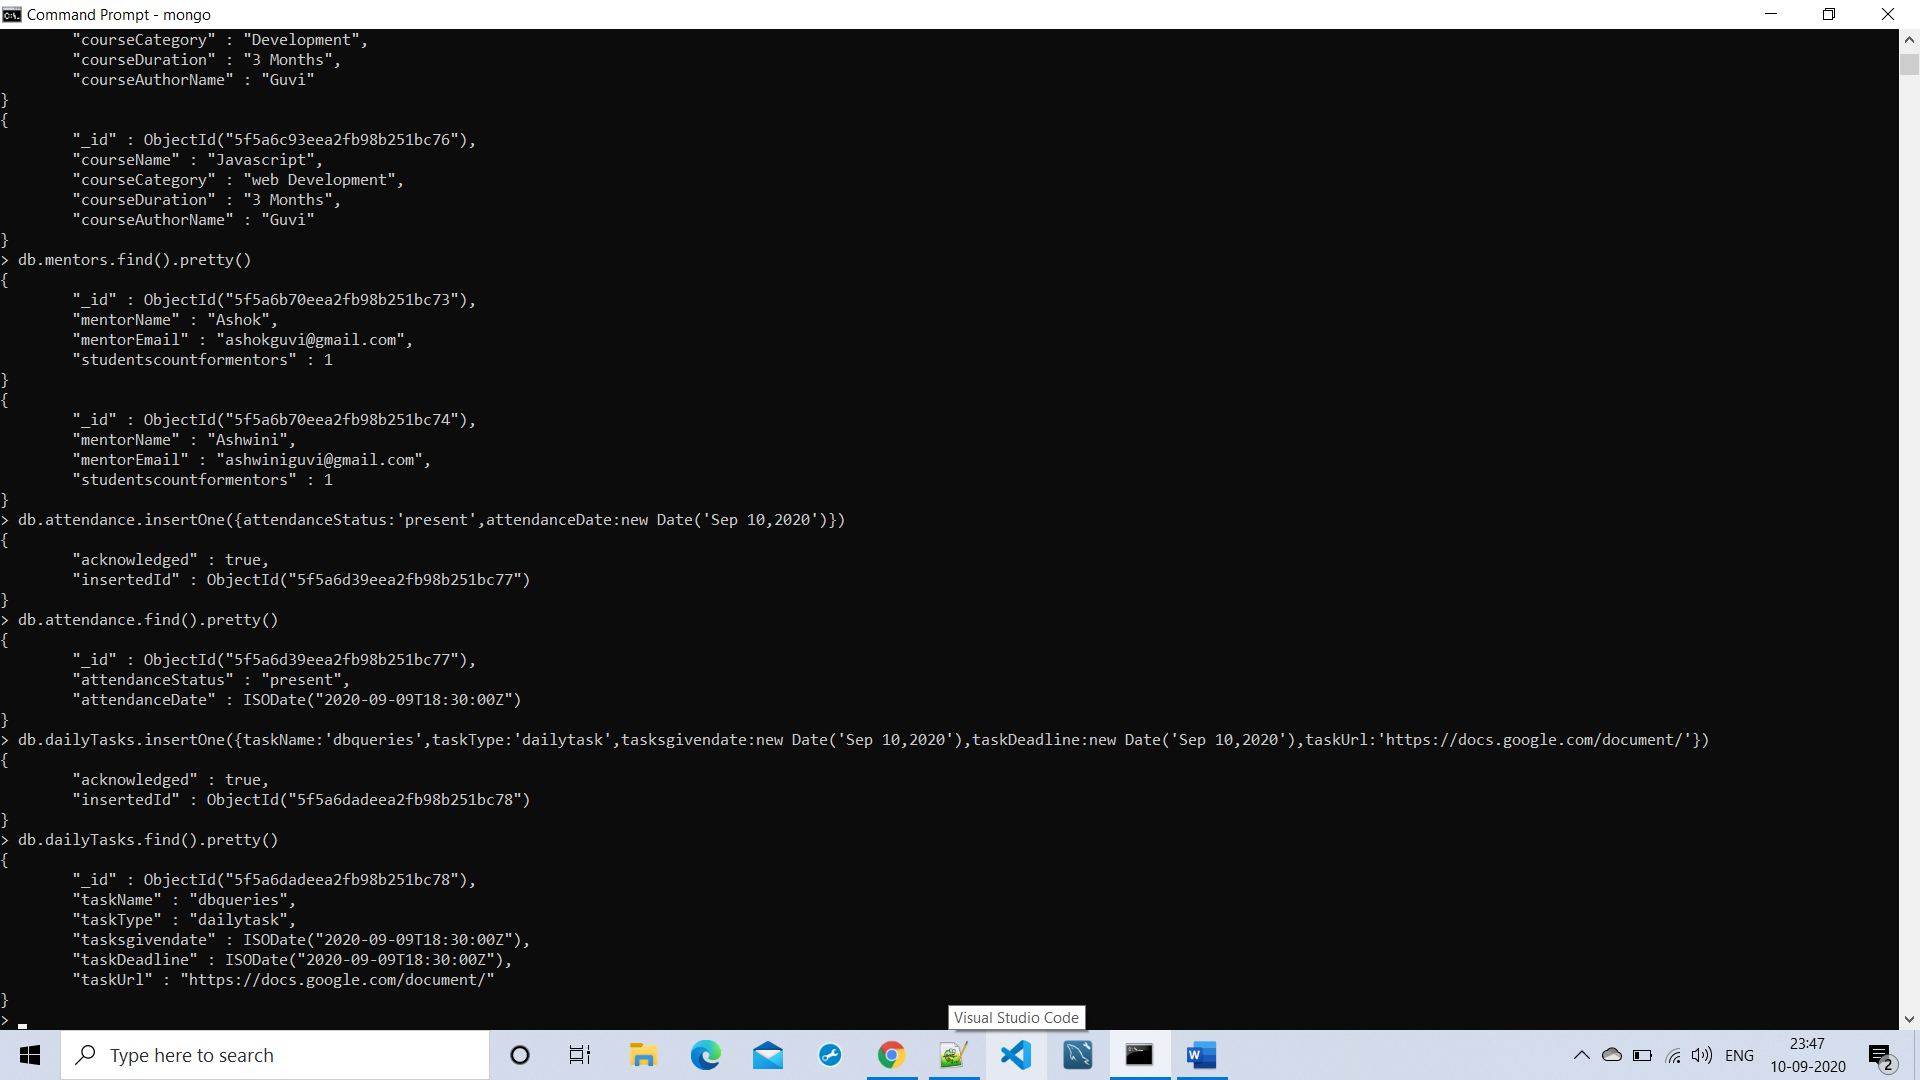 Command Prompt - mongo
"courseCategory" : "Development",
"courseDuration" : "3 Months",
"courseAuthorName" : "Guvi"
}
{
"_id" : ObjectId("5f5a6c93eea2fb98b251bc76"),
"courseName" : "Javascript",
"courseCategory" : "web Development",
"courseDuration" : "3 Months",
"courseAuthorName" : "Guvi"
}
> db.mentors.find().pretty()
{
"_id" : ObjectId("5f5a6b70eea2fb98b251bc73"),
"mentorName" : "Ashok",
"mentorEmail" : "ashokguvi@gmail.com",
"studentscountformentors" : 1
}
{
"_id" : ObjectId("5f5a6b70eea2fb98b251bc74"),
"mentorName" : "Ashwini",
"mentorEmail" : "ashwiniguvi@gmail.com",
"studentscountformentors" : 1
}
> db.attendance.insertOne({attendanceStatus:'present',attendanceDate:new Date('Sep 10,2020')})
{
"acknowledged" : true,
"insertedId" : ObjectId("5f5a6d39eea2fb98b251bc77")
}
> db.attendance.find().pretty()
{
"_id" : ObjectId("5f5a6d39eea2fb98b251bc77"),
"attendanceStatus" : "present",
"attendanceDate" : ISODate("2020-09-09T18:30:00Z")
}
> db.dailyTasks.insertOne({taskName:'dbqueries',taskType:'dailytask',tasksgivendate:new Date('Sep 10,2020'),taskDeadline:new Date('Sep 10,2020'),taskUrl:'https://docs.google.com/document/'})
{
"acknowledged" : true,
"insertedId" : ObjectId("5f5a6dadeea2fb98b251bc78")
}
> db.dailyTasks.find().pretty()
{
"_id" : ObjectId("5f5a6dadeea2fb98b251bc78"),
"taskName" : "dbqueries",
"taskType" : "dailytask",
"tasksgivendate" : ISODate("2020-09-09T18:30:00Z"),
"taskDeadline" : ISODate("2020-09-09T18:30:00Z"),
"taskUrl" : "https://docs.google.com/document/"
}
>
Visual Studio Code
Type here to search
ENG
23:47
10-09-2020
2